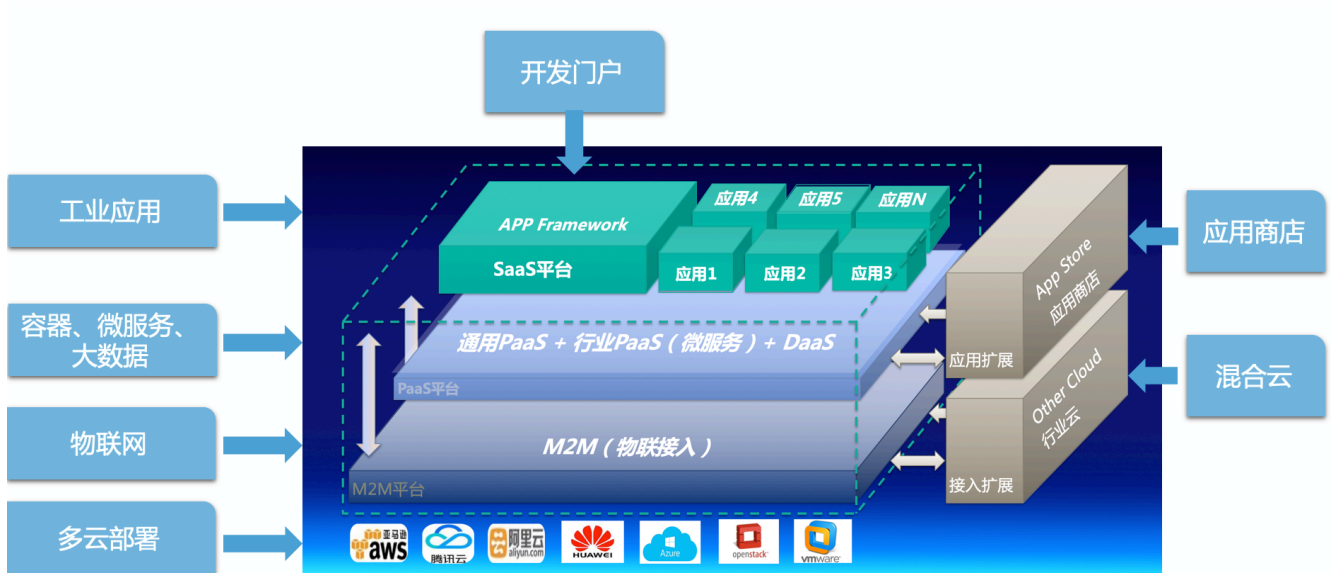 开发门户
工业应用
容器、微服务、
大数据
物联网
多云部署
APP Framework
SaaS平台
应用4
应用5
应用N
应用1
应用2
应用3
通用PaaS + 行业PaaS（微服务）+ DaaS
PaaS平台
M2M（物联接入）
M2M平台
App Store
应用商店
应用扩展
Other Cloud
行业云
接入扩展
应用商店
混合云
亚马逊
aws
腾讯云
阿里云
aliyun.com
HUAWEI
Azure
openstack
vmware